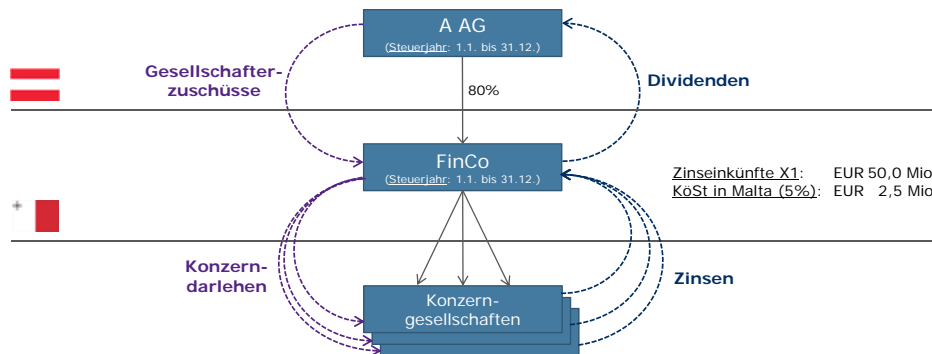 A AG
(Steuerjahr: 1.1. bis 31.12.)
Gesellschafter-
zuschüsse
80%
Dividenden
FinCo
(Steuerjahr: 1.1. bis 31.12.)
Zinseinkünfte X1: EUR 50,0 Mio
KöSt in Malta (5%): EUR 2,5 Mio
Konzern-
darlehen
Zinsen
Konzern-
gesellschaften